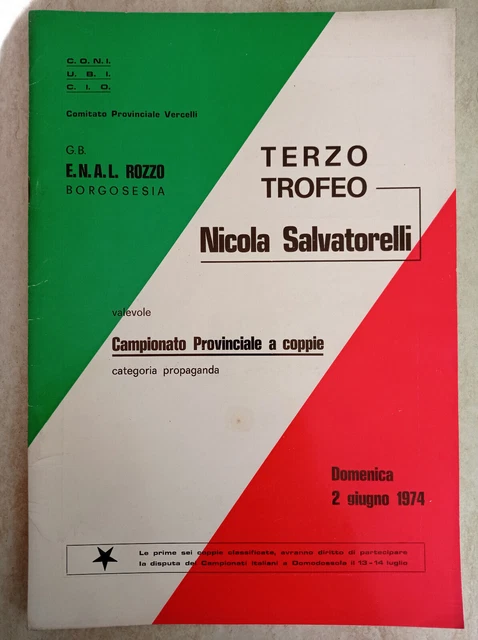 C.O.N.I.
U. B. I.
C. I. O.
Comitato Provinciale Vercelli
G.B.
E.N.A.L. ROZZO
BORGOSESIA
TERZO
TROFEO
Nicola Salvatorelli
valevole
Campionato Provinciale a coppie
categoria propaganda
Domenica
2 giugno 1974
Le prime sei coppie classificate, avranno diritto di partecipare
la disputa dei Campionati Italiani a Domodossola il 13-14 luglio